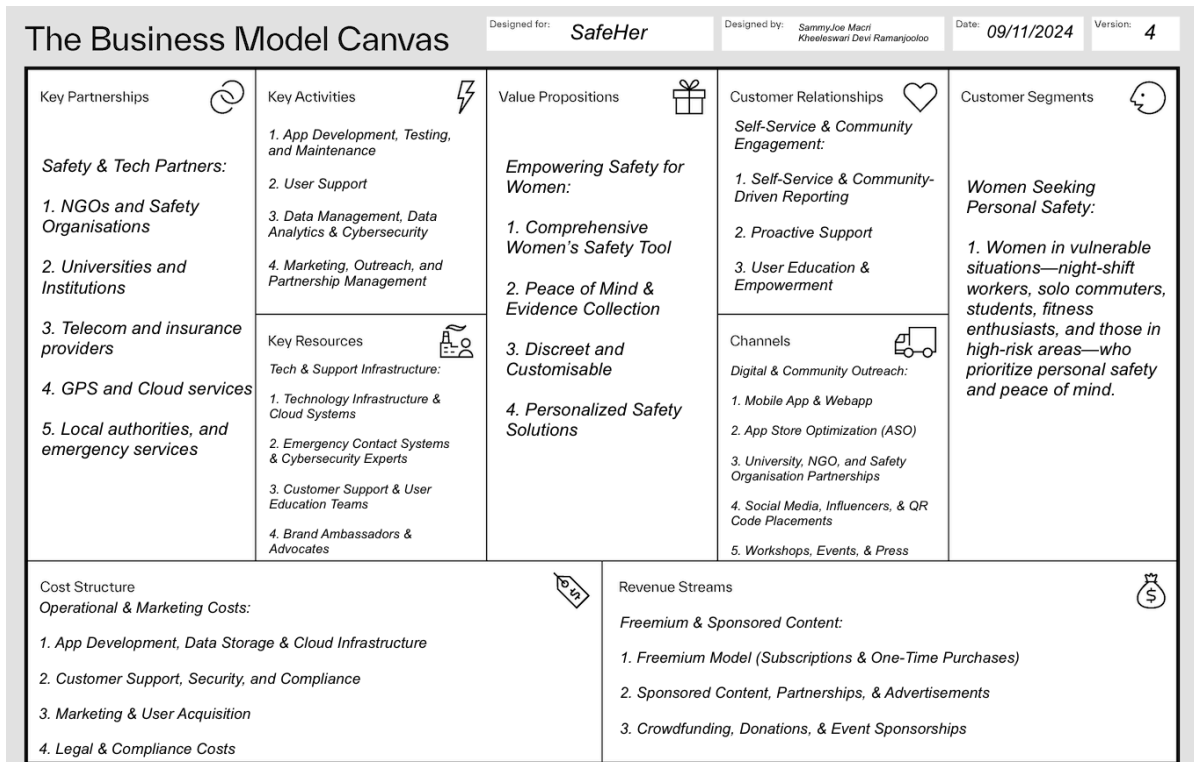 The Business Model Canvas
Designed for:
SafeHer
Designed by:
SammyJoe Macri
Kheeleswari Devi Ramanjooloo
Date:
09/11/2024
Version:
4
Key Partnerships
Safety & Tech Partners:
1. NGOs and Safety
Organisations
2. Universities and
Institutions
3. Telecom and insurance
providers
4. GPS and Cloud services
5. Local authorities, and
emergency services
Key Activities
1. App Development, Testing,
and Maintenance
2. User Support
3. Data Management, Data
Analytics & Cybersecurity
4. Marketing, Outreach, and
Partnership Management
Key Resources
Tech & Support Infrastructure:
1. Technology Infrastructure &
Cloud Systems
2. Emergency Contact Systems
& Cybersecurity Experts
3. Customer Support & User
Education Teams
4. Brand Ambassadors &
Advocates
Value Propositions
Empowering Safety for
Women:
1. Comprehensive
Women's Safety Tool
2. Peace of Mind &
Evidence Collection
3. Discreet and
Customisable
4. Personalized Safety
Solutions
Customer Relationships
Self-Service & Community
Engagement:
1. Self-Service & Community-
Driven Reporting
2. Proactive Support
3. User Education &
Empowerment
Channels
Digital & Community Outreach:
1. Mobile App & Webapp
2. App Store Optimization (ASO)
3. University, NGO, and Safety
Organisation Partnerships
4. Social Media, Influencers, & QR
Code Placements
5. Workshops, Events, & Press
Customer Segments
Women Seeking
Personal Safety:
1. Women in vulnerable
situations—night-shift
workers, solo commuters,
students, fitness
enthusiasts, and those in
high-risk areas—who
prioritize personal safety
and peace of mind.
Cost Structure
Operational & Marketing Costs:
1. App Development, Data Storage & Cloud Infrastructure
2. Customer Support, Security, and Compliance
3. Marketing & User Acquisition
4. Legal & Compliance Costs
Revenue Streams
Freemium & Sponsored Content:
1. Freemium Model (Subscriptions & One-Time Purchases)
2. Sponsored Content, Partnerships, & Advertisements
3. Crowdfunding, Donations, & Event Sponsorships